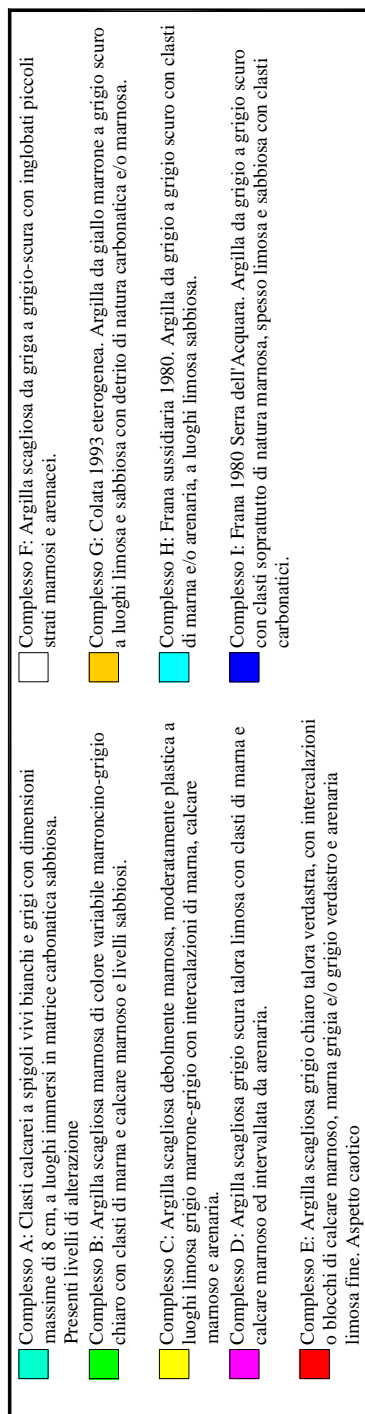 Complesso A: Clasti calcarei a spigoli vivi bianchi e grigi con dimensioni
massime di 8 cm, a luoghi immersi in matrice carbonatica sabbiosa.
Presenti livelli di alterazione
Complesso B: Argilla scagliosa marnosa di colore variabile marroncino-grigio
chiaro con clasti di marna e calcare marnoso e livelli sabbiosi.
Complesso C: Argilla scagliosa debolmente marnosa, moderatamente plastica a
luoghi limosa grigio marrone-grigio con intercalazioni di marna, calcare
marnoso e arenaria.
Complesso D: Argilla scagliosa grigio scura talora limosa con clasti di marna e
calcare marnoso ed intervallata da arenaria.
Complesso E: Argilla scagliosa grigio chiaro talora verdastra, con intercalazioni
o blocchi di calcare marnoso, marna grigia e/o grigio verdastro e arenaria
limosa fine. Aspetto caotico
Complesso F: Argilla scagliosa da griga a grigio-scura con inglobati piccoli
strati marnosi e arenacei.
Complesso G: Colata 1993 eterogenea. Argilla da giallo marrone a grigio scuro
a luoghi limosa e sabbiosa con detrito di natura carbonatica e/o marnosa.
Complesso H: Frana sussidiaria 1980. Argilla da grigio a grigio scuro con clasti
di marna e/o arenaria, a luoghi limosa sabbiosa.
Complesso I: Frana 1980 Serra dell'Acquara. Argilla da grigio a grigio scuro
con clasti soprattutto di natura marnosa, spesso limosa e sabbiosa con clasti
carbonatici.